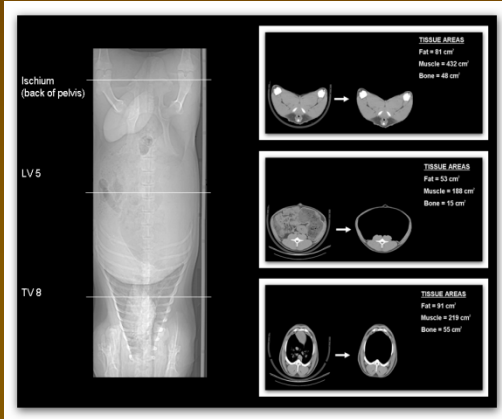 Ischium
(back of pelvis)
LV 5
TV 8
TISSUE AREAS
Fat = 81 cm²
Muscle = 432 cm²
Bone = 48 cm²
TISSUE AREAS
Fat = 53 cm²
Muscle = 188 cm²
Bone = 15 cm²
TISSUE AREAS
Fat = 91 cm²
Muscle = 219 cm²
Bone = 55 cm²